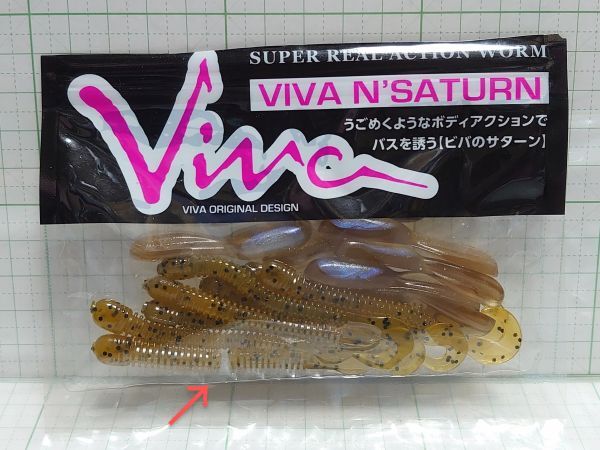 SUPER REAL ACTION WORM
Viva
VIVA N'SATURN
うごめくようなボディアクションで
バスを誘う【ビバのサターン】
VIVA ORIGINAL DESIGN